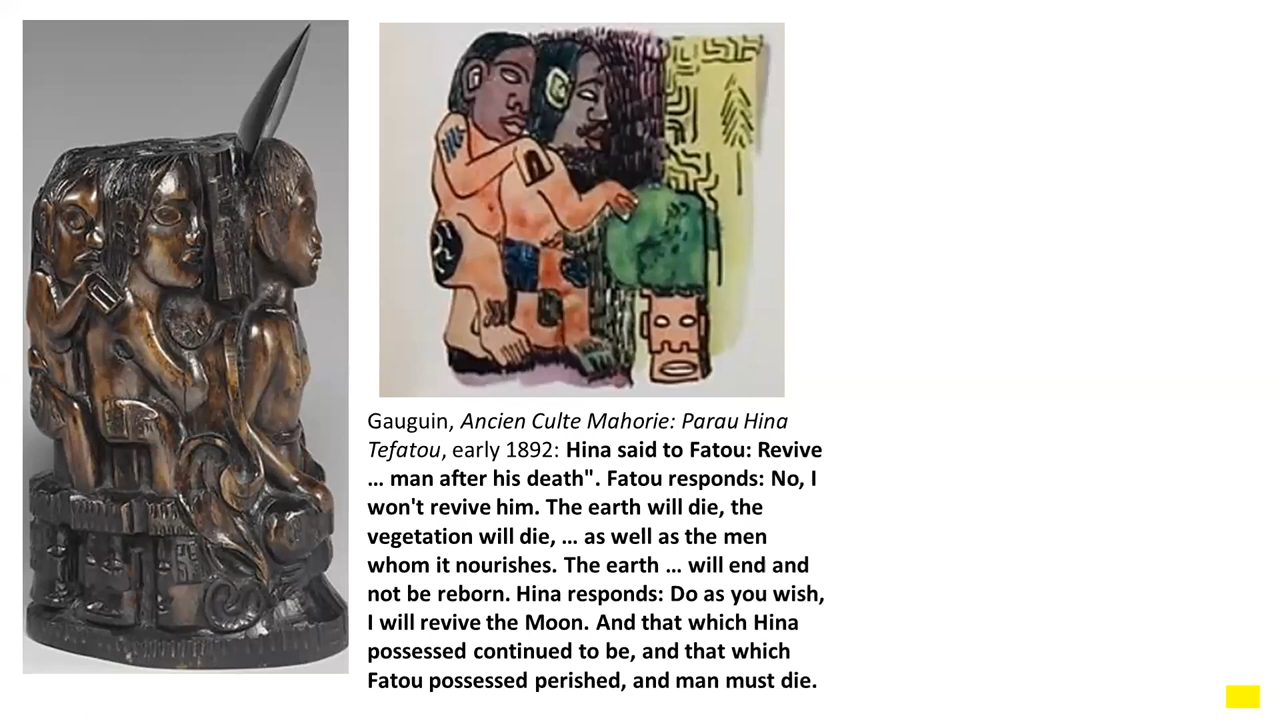 Gauguin, Ancien Culte Mahorie: Parau Hina
Tefatou, early 1892: Hina said to Fatou: Revive
… man after his death". Fatou responds: No, I
won't revive him. The earth will die, the
vegetation will die, … as well as the men
whom it nourishes. The earth … will end and
not be reborn. Hina responds: Do as you wish,
I will revive the Moon. And that which Hina
possessed continued to be, and that which
Fatou possessed perished, and man must die.